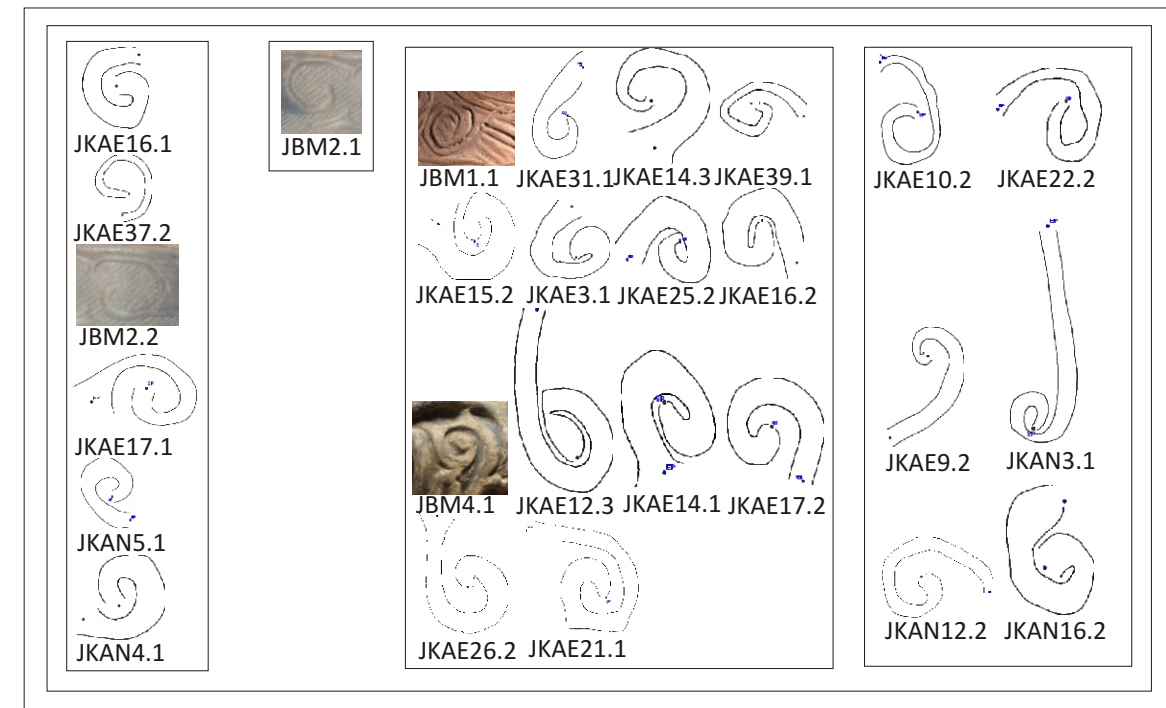 JKAE16.1
JKAE37.2
JBM2.2
JKAE17.1
JKAN5.1
JKAN4.1
JBM2.1
JBM1.1 JKAE31.1 JKAE14.3 JKAE39.1
JKAE15.2 JKAE3.1 JKAE25.2 JKAE16.2
JBM4.1 JKAE12.3 JKAE14.1 JKAE17.2
JKAE26.2 JKAE21.1
JKAE10.2 JKAE22.2
JKAE9.2 JKAN3.1
JKAN12.2 JKAN16.2